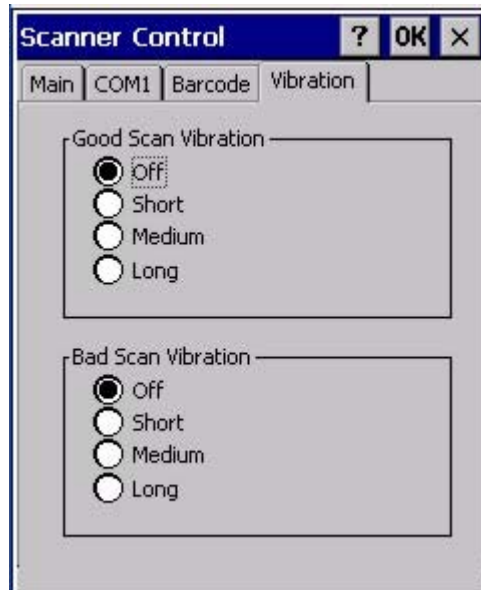 Scanner Control ? OK ×
Main COM1 Barcode Vibration
Good Scan Vibration
Off
Short
Medium
Long
Bad Scan Vibration
Off
Short
Medium
Long